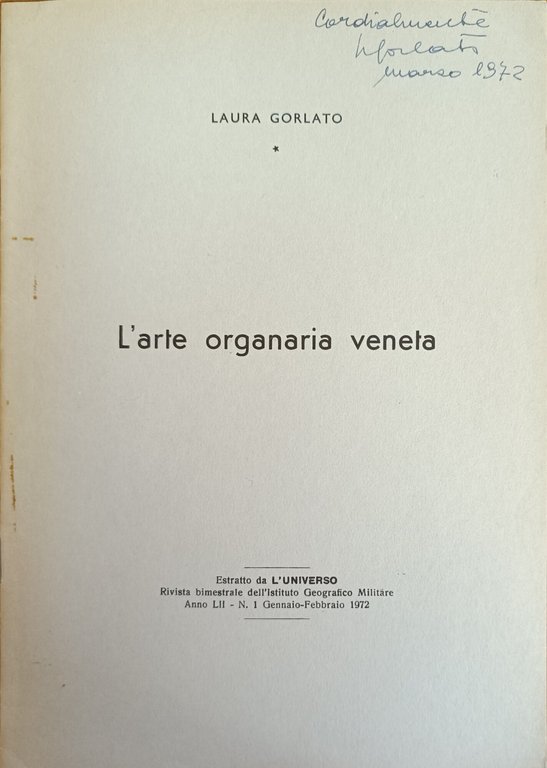 Cordialmente
LGorlato
marzo 1972
LAURA GORLATO
*
L'arte organaria veneta
Estratto da L'UNIVERSO
Rivista bimestrale dell'Istituto Geografico Militare
Anno LII - N. 1 Gennaio-Febbraio 1972